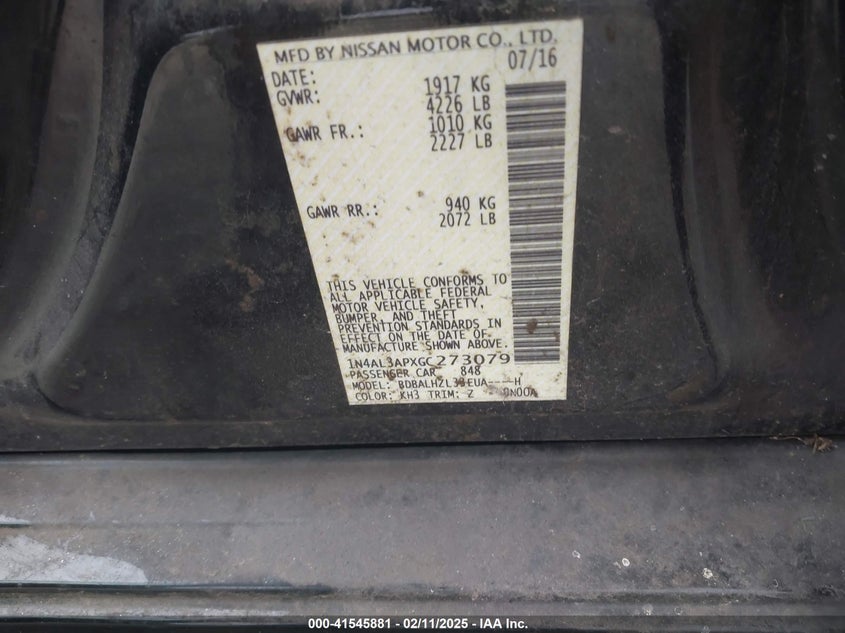 MFD BY NISSAN MOTOR CO., LTD.
DATE: 07/16
GVWR: 1917 KG
4226 LB
GAWR FR.: 1010 KG
2227 LB
GAWR RR.: 940 KG
2072 LB
THIS VEHICLE CONFORMS TO
ALL APPLICABLE FEDERAL
MOTOR VEHICLE SAFETY,
BUMPER, AND THEFT
PREVENTION STANDARDS IN
EFFECT ON THE DATE OF
MANUFACTURE SHOWN ABOVE.
1N4AL3APXGC273079
PASSENGER CAR 848
MODEL: H
COLOR: KH3 TRIM: Z
000-41545881 - 02/11/2025 - IAA Inc.